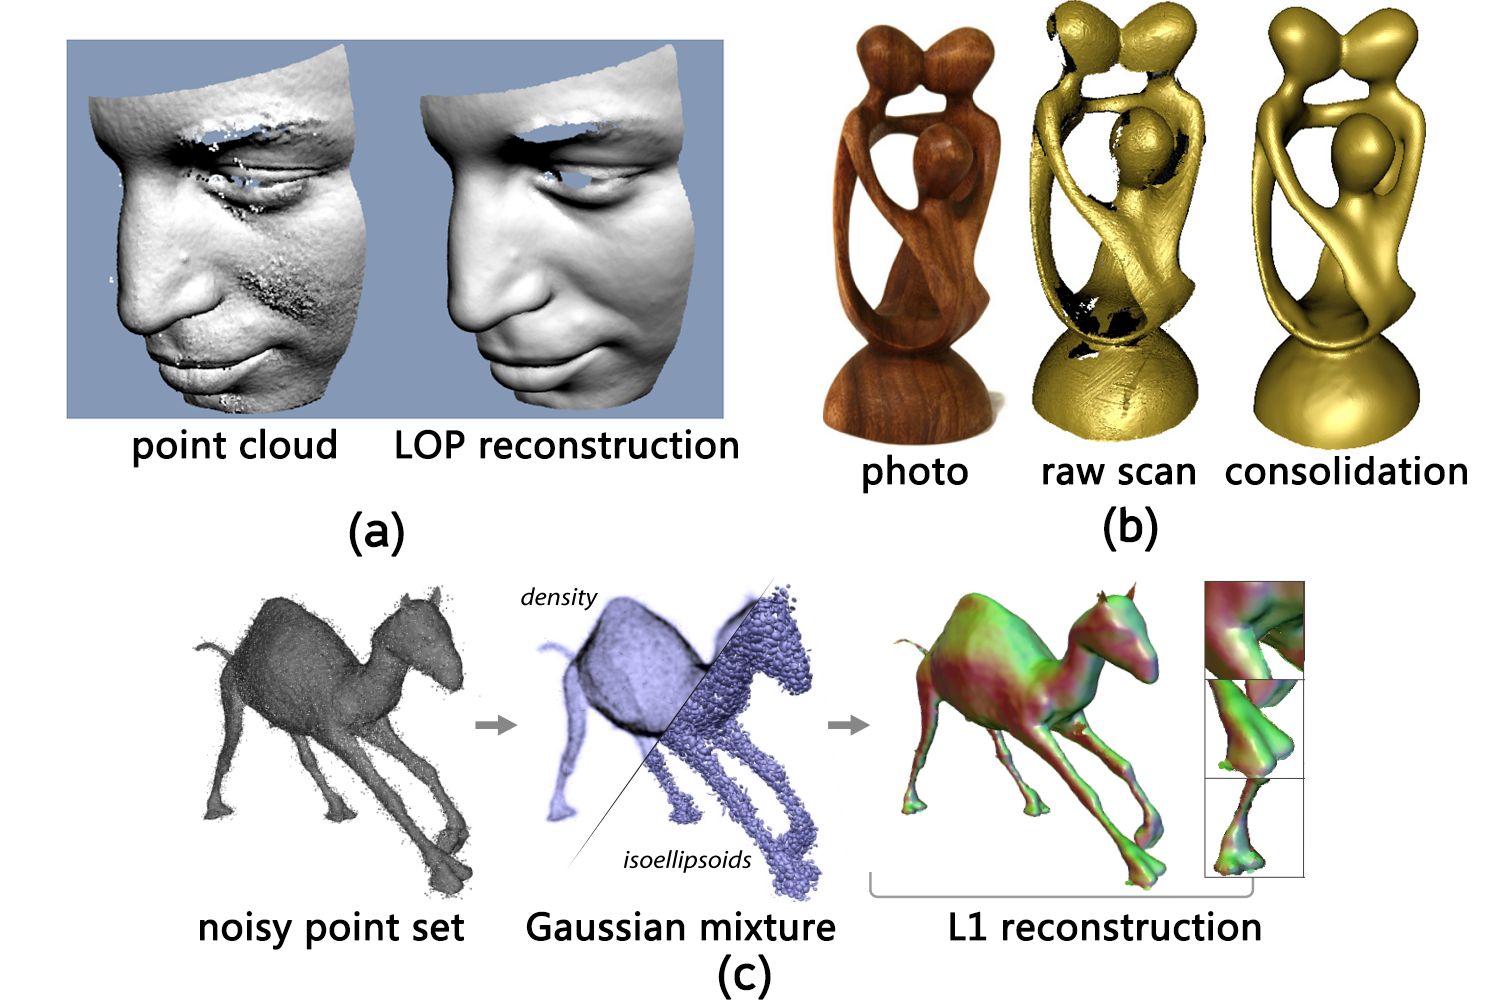 point cloud
LOP reconstruction
(a)
photo
raw scan
consolidation
(b)
density
isoellipsoids
noisy point set
Gaussian mixture
L1 reconstruction
(c)